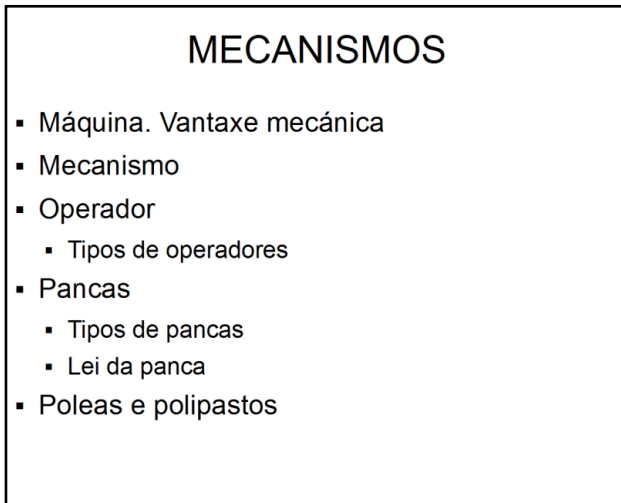 MECANISMOS
▪ Máquina. Vantaxe mecánica
▪ Mecanismo
▪ Operador
▪ Tipos de operadores
▪ Pancas
▪ Tipos de pancas
▪ Lei da panca
▪ Poleas e polipastos